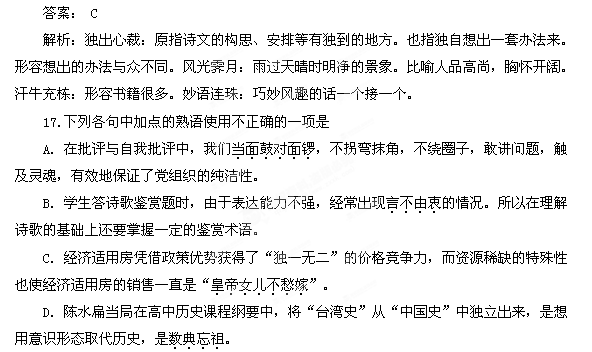 答案： C
解析：独出心裁：原指诗文的构思、安排等有独到的地方。也指独自想出一套办法来。
形容想出的办法与众不同。风光霁月：雨过天晴时明净的景象。比喻人品高尚，胸怀开阔。
汗牛充栋：形容书籍很多。妙语连珠：巧妙风趣的话一个接一个。
17.下列各句中加点的熟语使用不正确的一项是
A. 在批评与自我批评中，我们当面鼓对面锣，不拐弯抹角，不绕圈子，敢讲问题，触
及灵魂，有效地保证了党组织的纯洁性。
B. 学生答诗歌鉴赏题时，由于表达能力不强，经常出现言不由衷的情况。所以在理解
诗歌的基础上还要掌握一定的鉴赏术语。
C. 经济适用房凭借政策优势获得了“独一无二”的价格竞争力，而资源稀缺的特殊性
也使经济适用房的销售一直是“皇帝女儿不愁嫁”。
D. 陈水扁当局在高中历史课程纲要中，将“台湾史”从“中国史”中独立出来，是想
用意识形态取代历史，是数典忘祖。